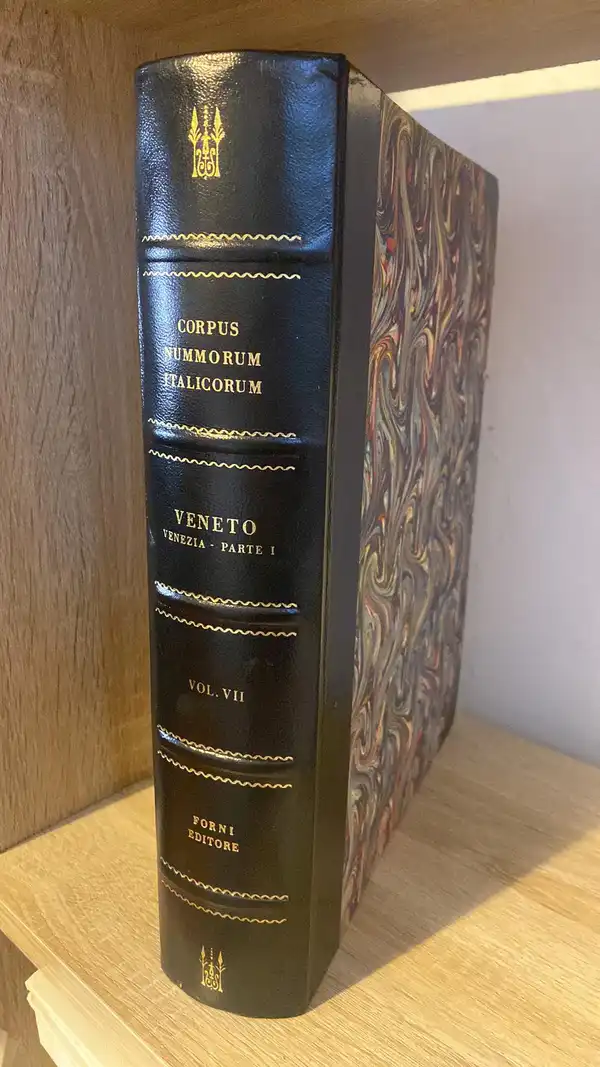 CORPUS
NUMMORUM
ITALICORUM
VENETO
VENEZIA - PARTE I
VOL. VII
FORNI
EDITORE